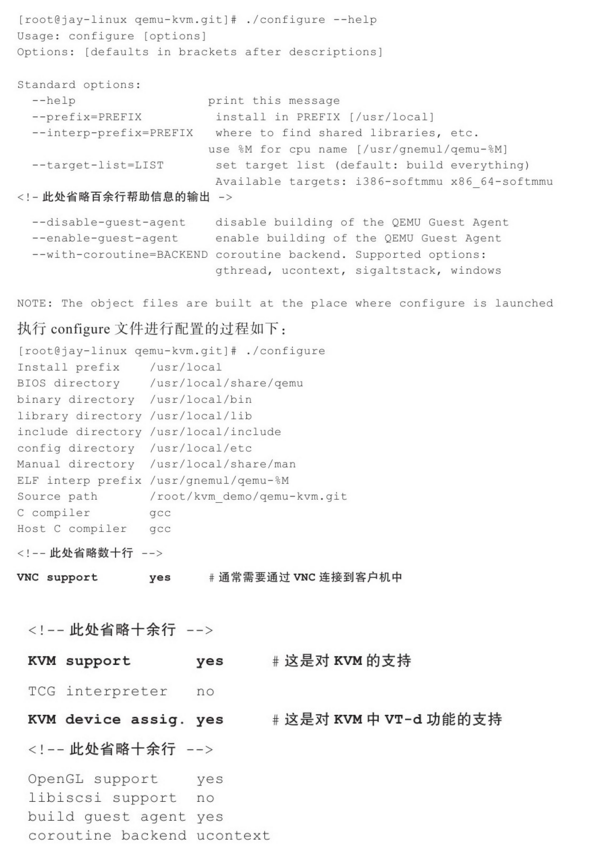 [root@jay-linux qemu-kvm.git]# ./configure --help
Usage: configure [options]
Options: [defaults in brackets after descriptions]
Standard options:
--help print this message
--prefix=PREFIX install in PREFIX [/usr/local]
--interp-prefix=PREFIX where to find shared libraries, etc.
use %M for cpu name [/usr/gnemul/qemu-%M]
--target-list=LIST set target list (default: build everything)
Available targets: i386-softmmu x86_64-softmmu
<!- 此处省略百余行帮助信息的输出 ->
--disable-guest-agent disable building of the QEMU Guest Agent
--enable-guest-agent enable building of the QEMU Guest Agent
--with-coroutine=BACKEND coroutine backend. Supported options:
gthread, ucontext, sigaltstack, windows
NOTE: The object files are built at the place where configure is launched
执行 configure 文件进行配置的过程如下：
[root@jay-linux qemu-kvm.git]# ./configure
Install prefix /usr/local
BIOS directory /usr/local/share/qemu
binary directory /usr/local/bin
library directory /usr/local/lib
include directory /usr/local/include
config directory /usr/local/etc
Manual directory /usr/local/share/man
ELF interp prefix /usr/gnemul/qemu-%M
Source path /root/kvm_demo/qemu-kvm.git
C compiler gcc
Host C compiler gcc
<!-- 此处省略数十行 -->
VNC support yes # 通常需要通过 VNC 连接到客户机中
<!-- 此处省略十余行 -->
KVM support yes # 这是对 KVM 的支持
TCG interpreter no
KVM device assig. yes # 这是对 KVM 中 VT-d 功能的支持
<!-- 此处省略十余行 -->
OpenGL support yes
libiscsi support no
build guest agent yes
coroutine backend ucontext